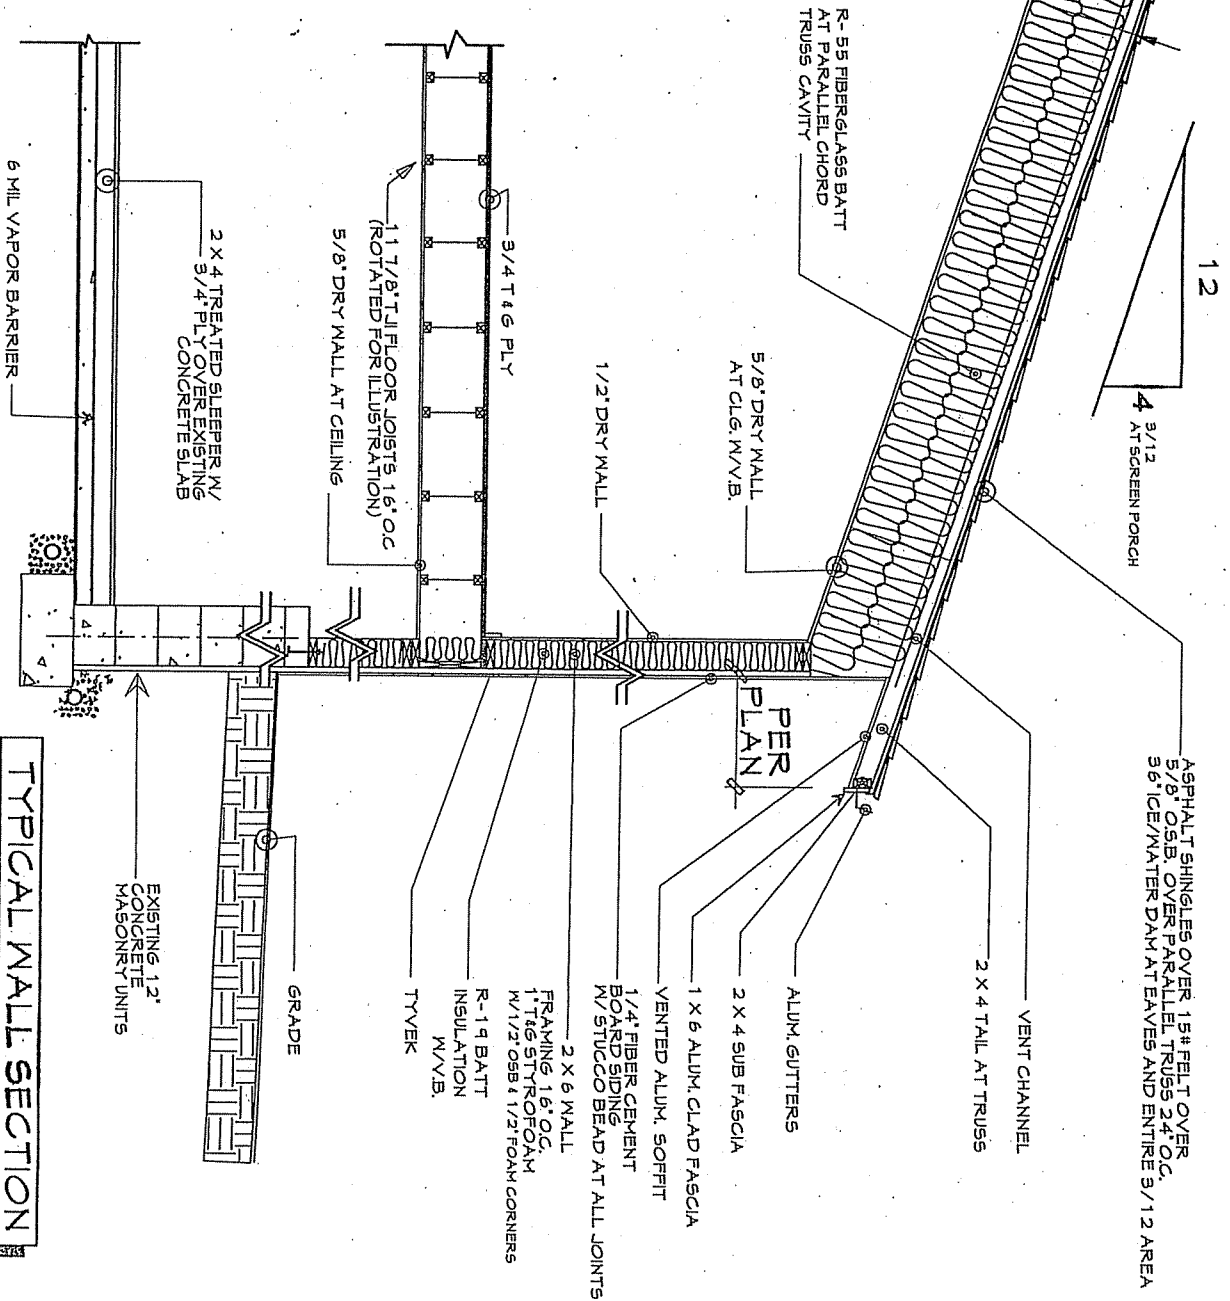 12
4
3/12
AT SCREEN PORCH
ASPHALT SHINGLES OVER 15# FELT OVER
5/8" O.S.B. OVER PARALLEL TRUSS 24" O.C.
36" ICE/WATER DAM AT EAVES AND ENTIRE 3/12 AREA
R-55 FIBERGLASS BATT
AT PARALLEL CHORD
TRUSS CAVITY
5/8" DRY WALL
AT CLG. W/V.B.
1/2" DRY WALL
PER
PLAN
VENT CHANNEL
2 X 4 TAIL AT TRUSS
ALUM. GUTTERS
2 X 4 SUB FASCIA
1 X 6 ALUM. CLAD FASCIA
VENTED ALUM. SOFFIT
1/4" FIBER CEMENT
BOARD SIDING
W/ STUCCO BEAD AT ALL JOINTS
2 X 6 WALL
FRAMING 16" O.C.
1" T&G STYROFOAM
W/ 1/2" OSB & 1/2" FOAM CORNERS
R-19 BATT
INSULATION
W/V.B.
TYVEK
3/4 T & G PLY
11 7/8" TJI FLOOR JOISTS 16" O.C
(ROTATED FOR ILLUSTRATION)
5/8" DRY WALL AT CEILING
GRADE
2 X 4 TREATED SLEEPER W/
3/4" PLY OVER EXISTING
CONCRETE SLAB
EXISTING 12"
CONCRETE
MASONRY UNITS
6 MIL VAPOR BARRIER
TYPICAL WALL SECTION